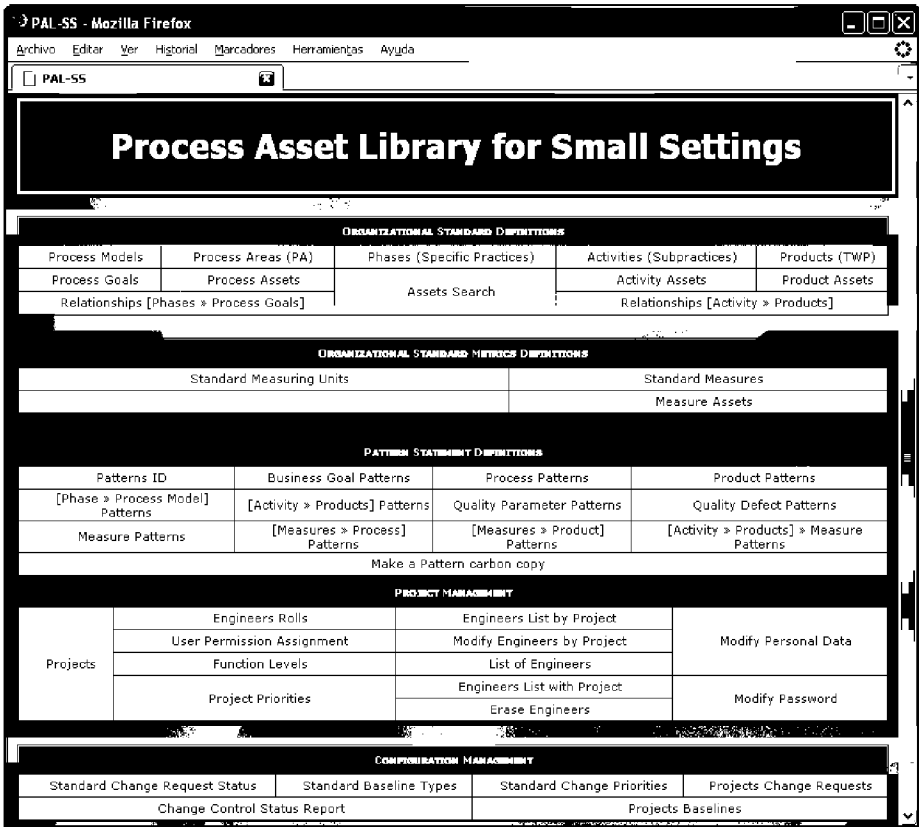 PAL-SS - Mozilla Firefox
Archivo Editar Ver Historial Marcadores Herramientas Ayuda
PAL-SS
Process Asset Library for Small Settings
ORGANIZATIONAL STANDARD DEFINITIONS
Process Models Process Areas (PA) Phases (Specific Practices) Activities (Subpractices) Products (TWP)
Process Goals Process Assets Assets Search Activity Assets Product Assets
Relationships [Phases » Process Goals] Relationships [Activity » Products]
ORGANIZATIONAL STANDARD METRICS DEFINITIONS
Standard Measuring Units Standard Measures
Measure Assets
PATTERN STATEMENT DEFINITIONS
Patterns ID Business Goal Patterns Process Patterns Product Patterns
[Phase » Process Model] Patterns [Activity » Products] Patterns Quality Parameter Patterns Quality Defect Patterns
Measure Patterns [Measures » Process] Patterns [Measures » Product] Patterns [Activity » Products] » Measure Patterns
Make a Pattern carbon copy
PROJECT MANAGEMENT
Projects Engineers Rolls Engineers List by Project Modify Personal Data
User Permission Assignment Modify Engineers by Project
Function Levels List of Engineers
Project Priorities Engineers List with Project Modify Password
Erase Engineers
CONFIGURATION MANAGEMENT
Standard Change Request Status Standard Baseline Types Standard Change Priorities Projects Change Requests
Change Control Status Report Projects Baselines